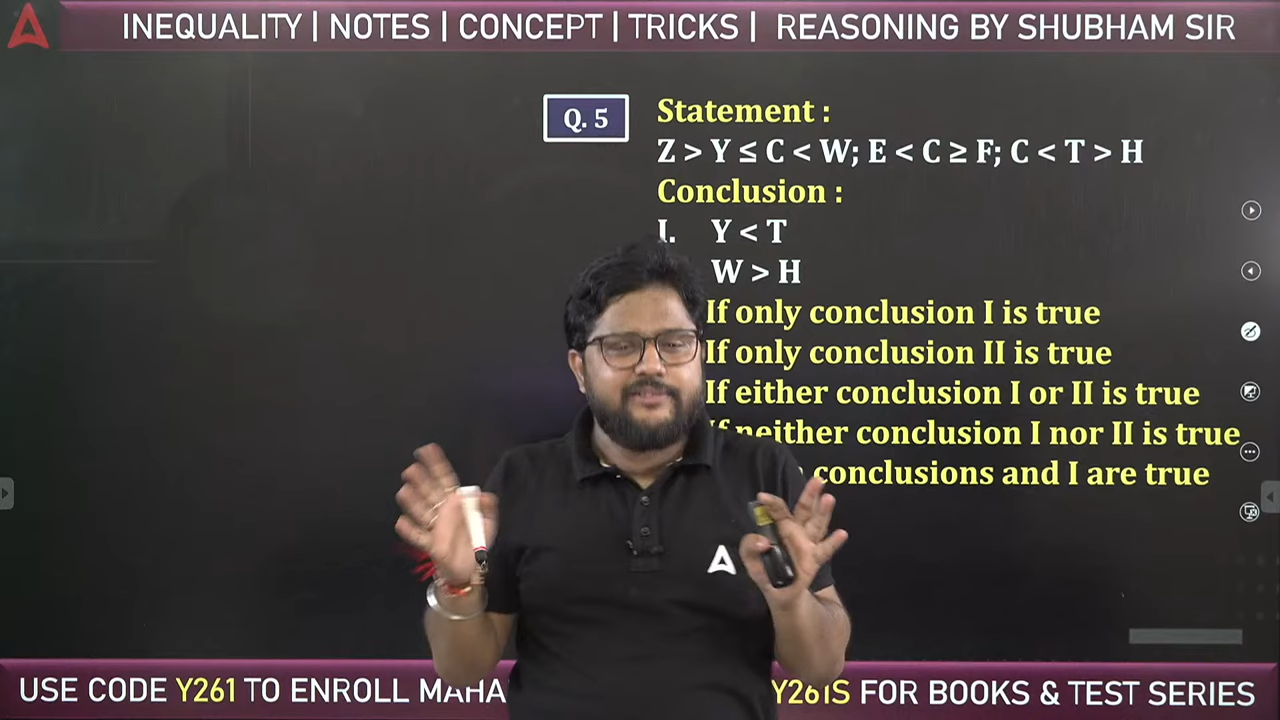 INEQUALITY | NOTES | CONCEPT | TRICKS | REASONING BY SHUBHAM SIR
Q. 5
Statement :
Z > Y ≤ C < W; E < C ≥ F; C < T > H
Conclusion :
I. Y < T
W > H
If only conclusion I is true
If only conclusion II is true
If either conclusion I or II is true
If neither conclusion I nor II is true
conclusions and I are true
USE CODE Y261 TO ENROLL MAHA
Y261S FOR BOOKS & TEST SERIES